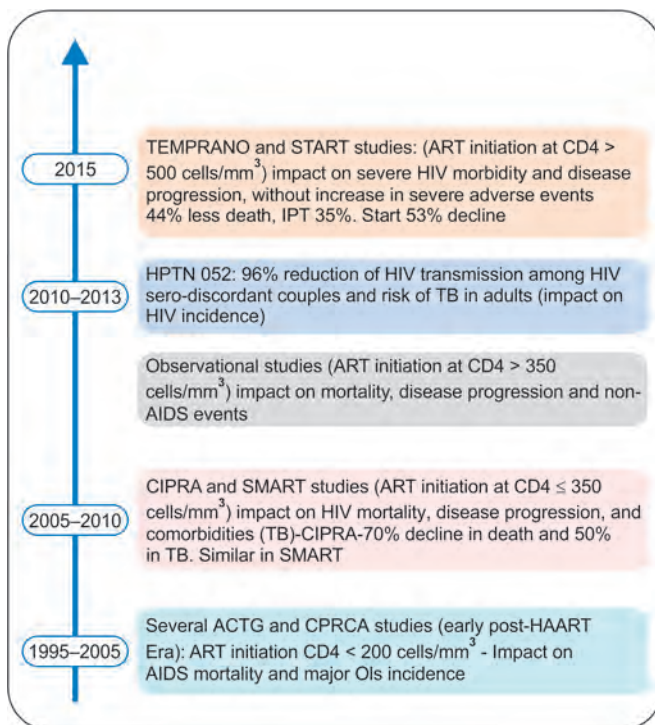 2015
TEMPRANO and START studies: (ART initiation at CD4 >
500 cells/mm³) impact on severe HIV morbidity and disease
progression, without increase in severe adverse events
44% less death, IPT 35%. Start 53% decline
2010–2013
HPTN 052: 96% reduction of HIV transmission among HIV
sero-discordant couples and risk of TB in adults (impact on
HIV incidence)
Observational studies (ART initiation at CD4 > 350
cells/mm³) impact on mortality, disease progression and non-
AIDS events
2005–2010
CIPRA and SMART studies (ART initiation at CD4 ≤ 350
cells/mm³) impact on HIV mortality, disease progression, and
comorbidities (TB)-CIPRA-70% decline in death and 50%
in TB. Similar in SMART
1995–2005
Several ACTG and CPRCA studies (early post-HAART
Era): ART initiation CD4 < 200 cells/mm³ - Impact on
AIDS mortality and major OIs incidence